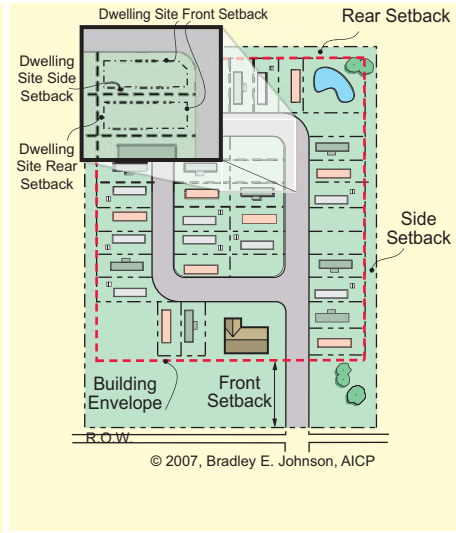 Dwelling Site Front Setback
Rear Setback
Dwelling
Site Side
Setback
Dwelling
Site Rear
Setback
Side
Setback
Building
Envelope
Front
Setback
R.O.W.
© 2007, Bradley E. Johnson, AICP